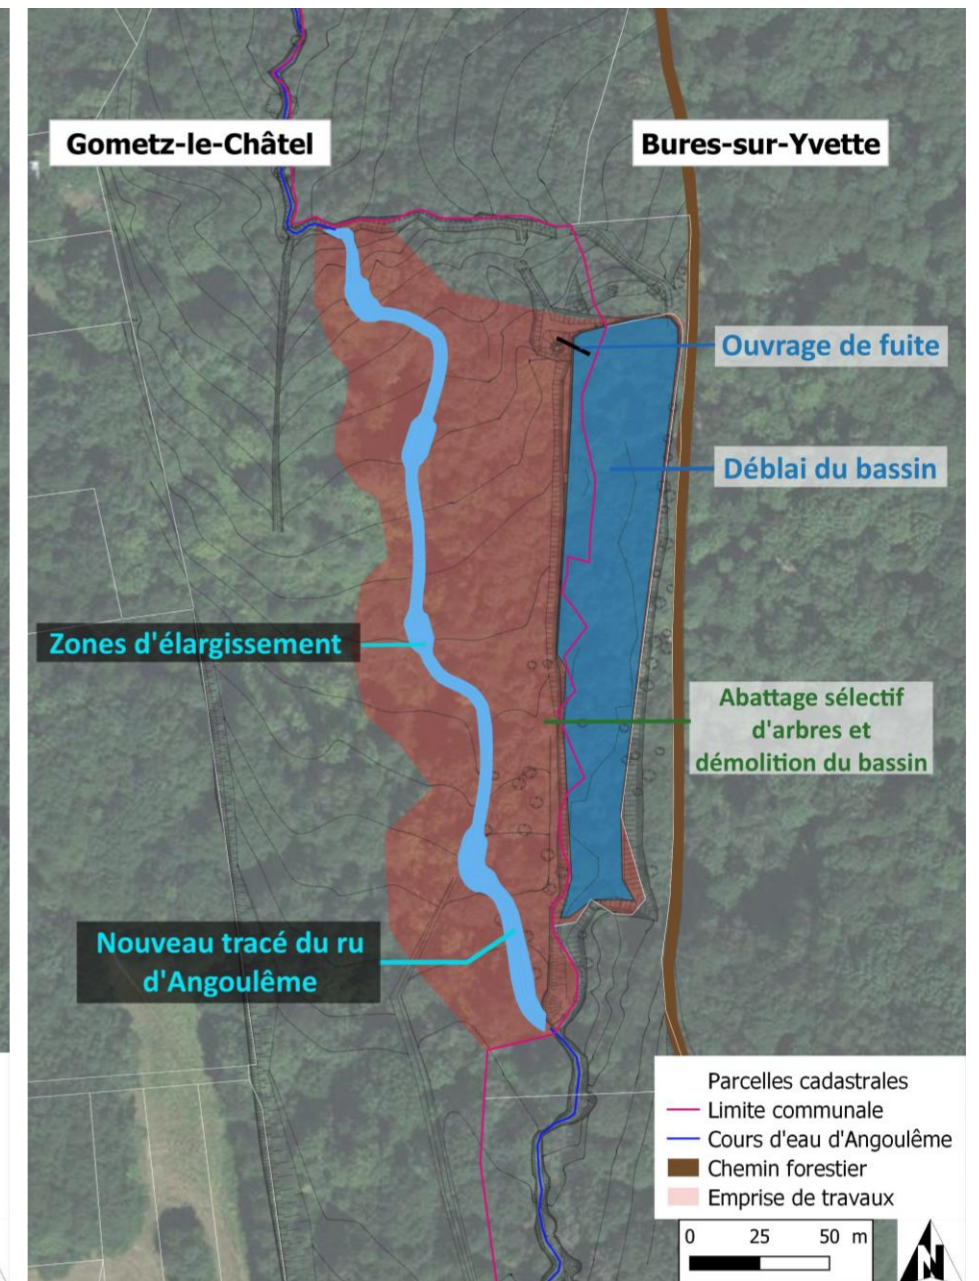 Gometz-le-Châtel
Bures-sur-Yvette
Ouvrage de fuite
Déblai du bassin
Zones d'élargissement
Abattage sélectif
d'arbres et
démolition du bassin
Nouveau tracé du ru
d'Angoulême
Parcelles cadastrales
Limite communale
Cours d'eau d'Angoulême
Chemin forestier
Emprise de travaux
0 25 50 m
N